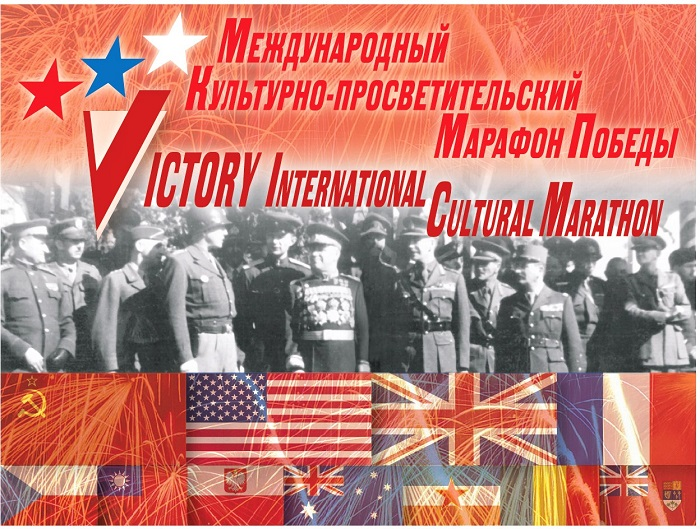 Международный
Культурно-просветительский
Марафон Победы
Victory International
Cultural Marathon